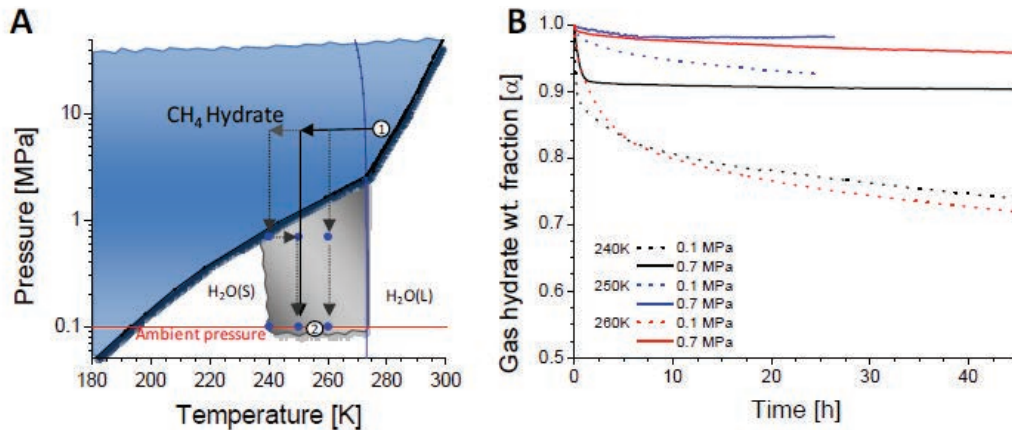 A
Pressure [MPa]
10
1
0.1
CH4 Hydrate
1
H2O(S)
H2O(L)
2
Ambient pressure
180 200 220 240 260 280 300
Temperature [K]
B
Gas hydrate wt. fraction [α]
1.0
0.9
0.8
0.7
0.6
0.5
240K 0.1 MPa
0.7 MPa
250K 0.1 MPa
0.7 MPa
260K 0.1 MPa
0.7 MPa
0 10 20 30 40
Time [h]